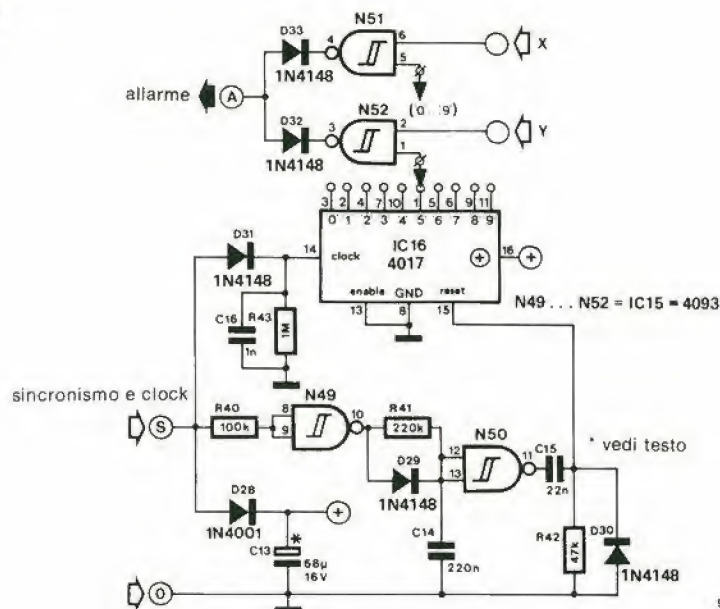 N51
D33
4
6
5
X
1N4148
allarme
A
N52
('0...'9')
D32
3
2
1
Y
1N4148
3 2 4 7 10 1 5 6 9 11
0 1 2 3 4 5 6 7 8 9
D31
14
clock
IC16
4017
+
16
+
1N4148
enable GND reset
13 8 15
C16
1n
R43
1M
N49 . . . N52 = IC15 = 4093
sincronismo e clock
S
R40
100k
8
9
N49
10
R41
220k
N50
12
13
11
C15
22n
* vedi testo
D29
1N4148
D28
1N4001
+
C13
*
68µ
16V
C14
220n
R42
47k
D30
1N4148
0